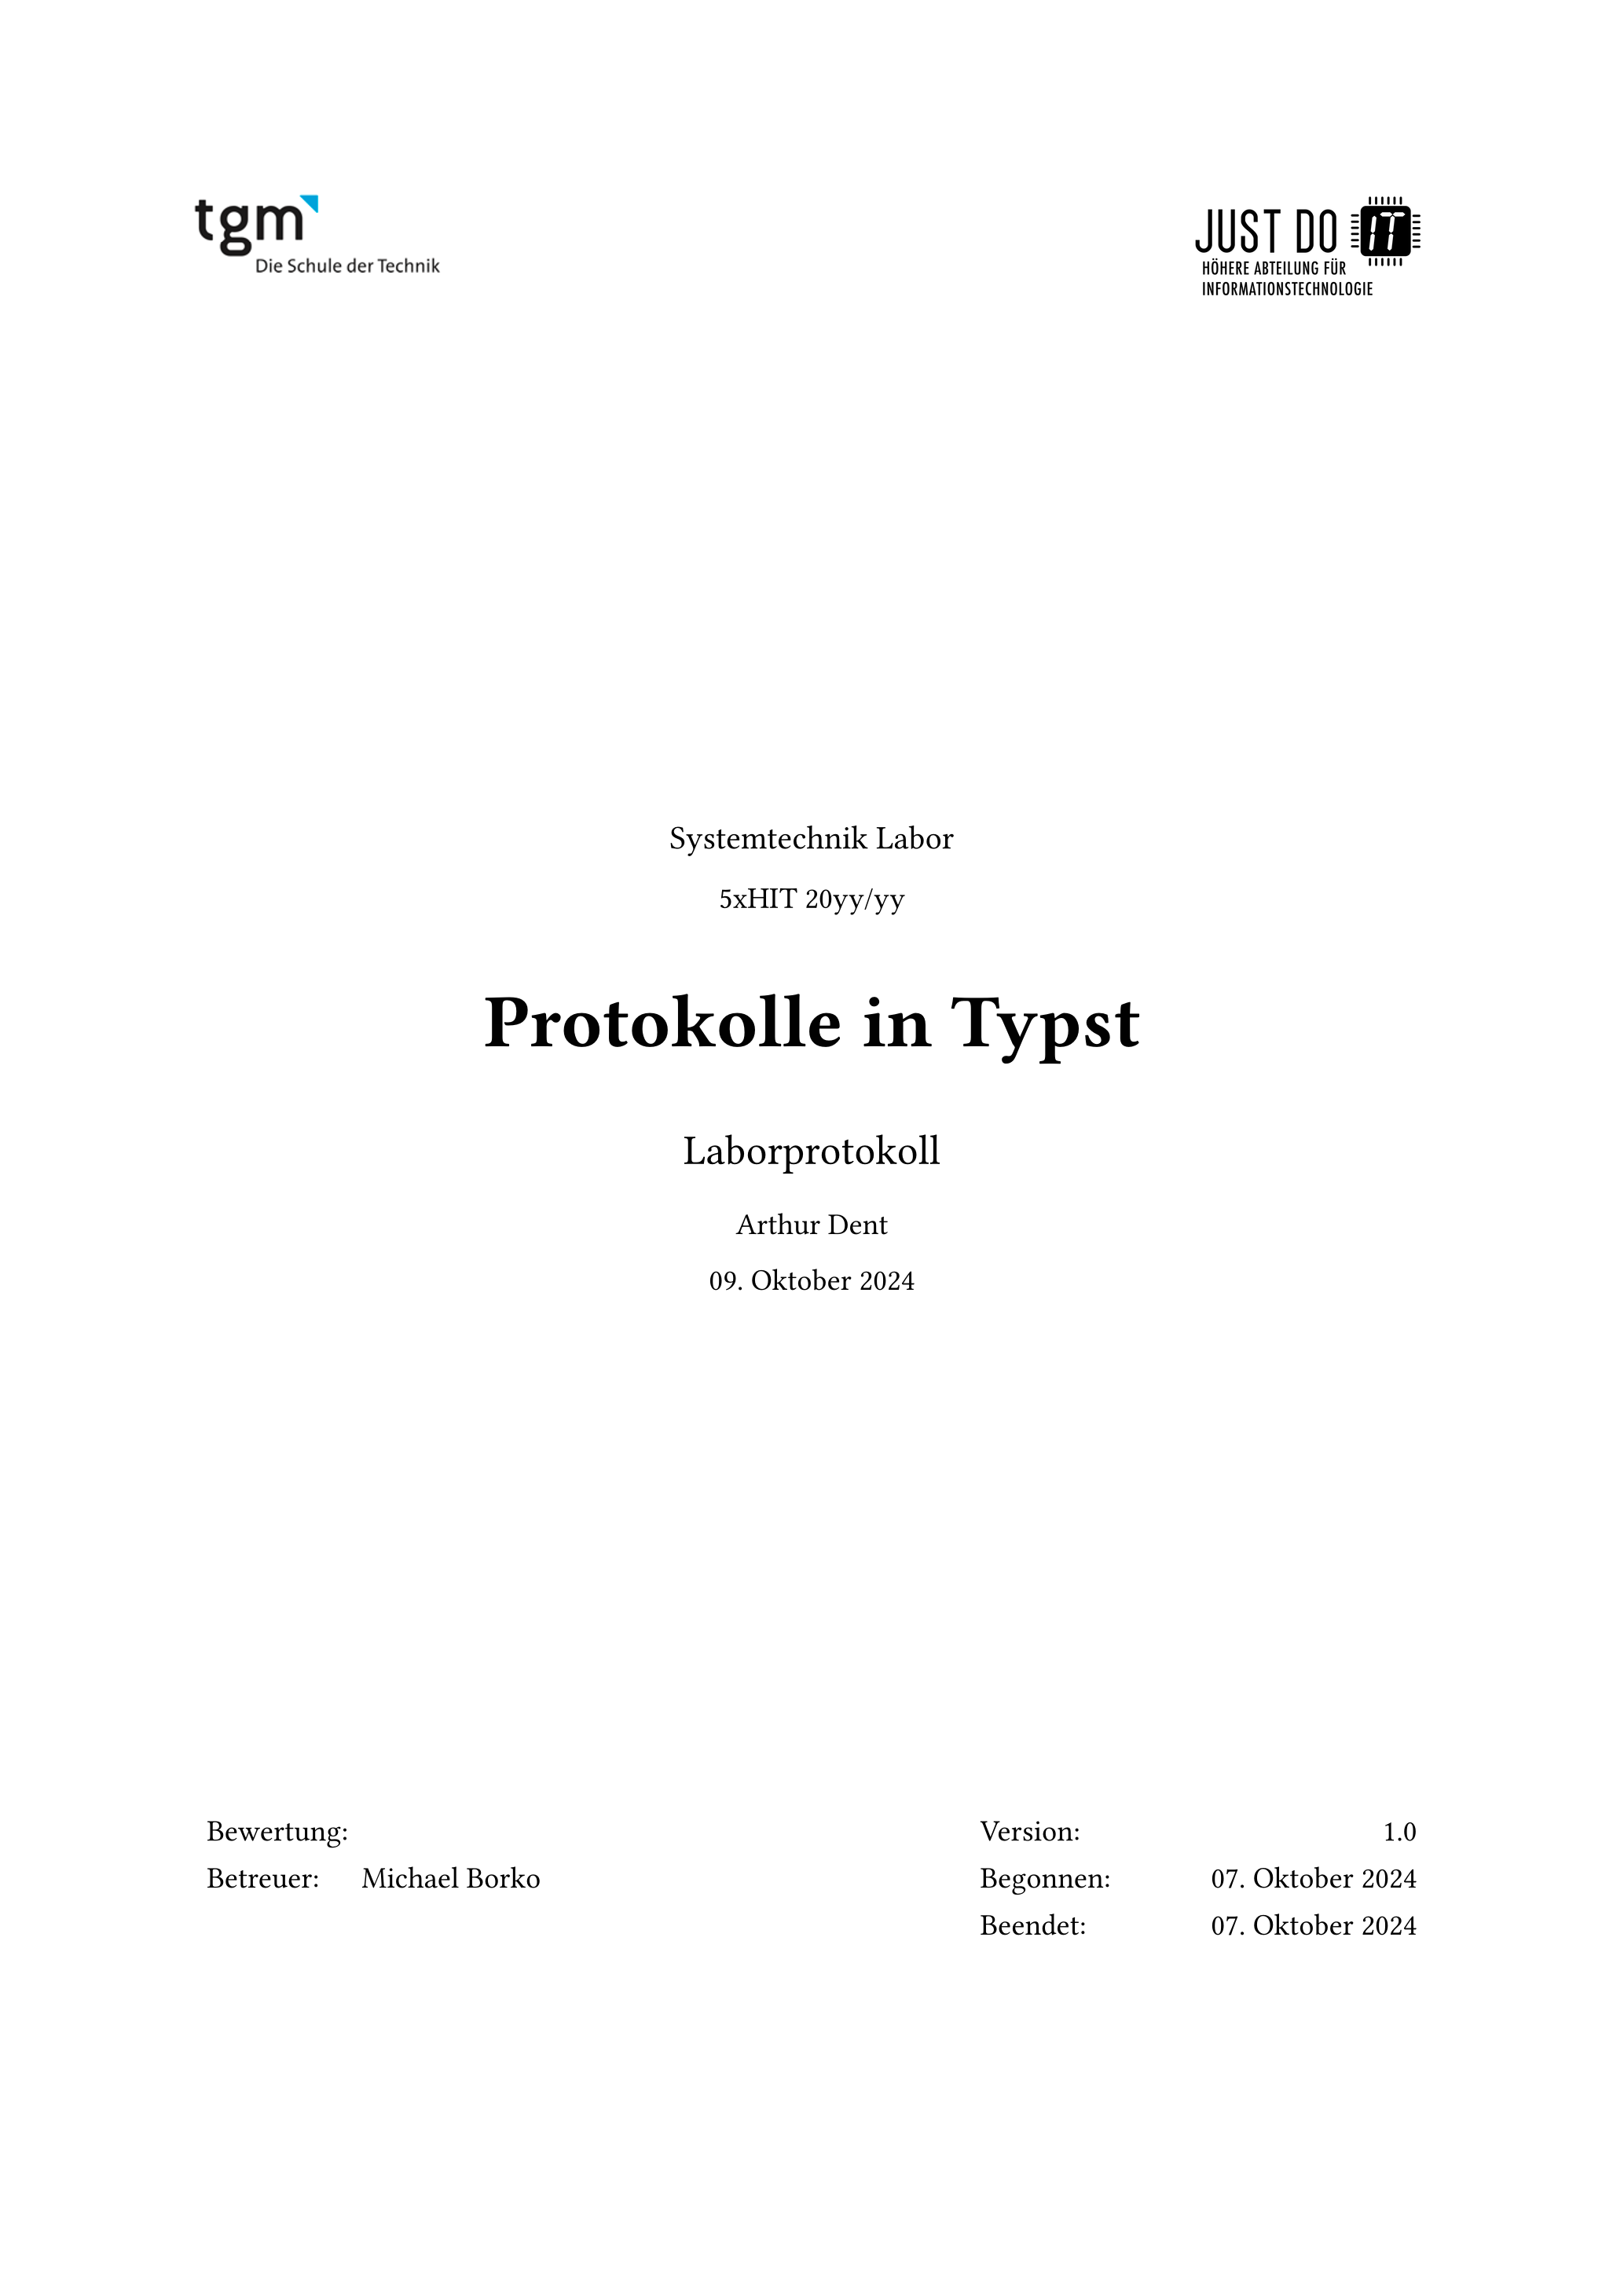 tgm
Die Schule der Technik
JUST DO IT
HÖHERE ABTEILUNG FÜR
INFORMATIONSTECHNOLOGIE
Systemtechnik Labor
5xHIT 20yy/yy
Protokolle in Typst
Laborprotokoll
Arthur Dent
09. Oktober 2024
Bewertung:
Betreuer: Michael Borko
Version: 1.0
Begonnen: 07. Oktober 2024
Beendet: 07. Oktober 2024